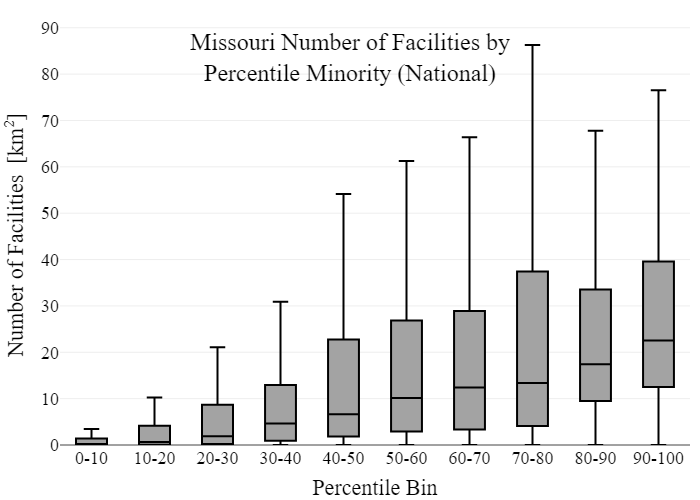 Missouri Number of Facilities by
Percentile Minority (National)
Number of Facilities [km²]
90
80
70
60
50
40
30
20
10
0
0-10 10-20 20-30 30-40 40-50 50-60 60-70 70-80 80-90 90-100
Percentile Bin